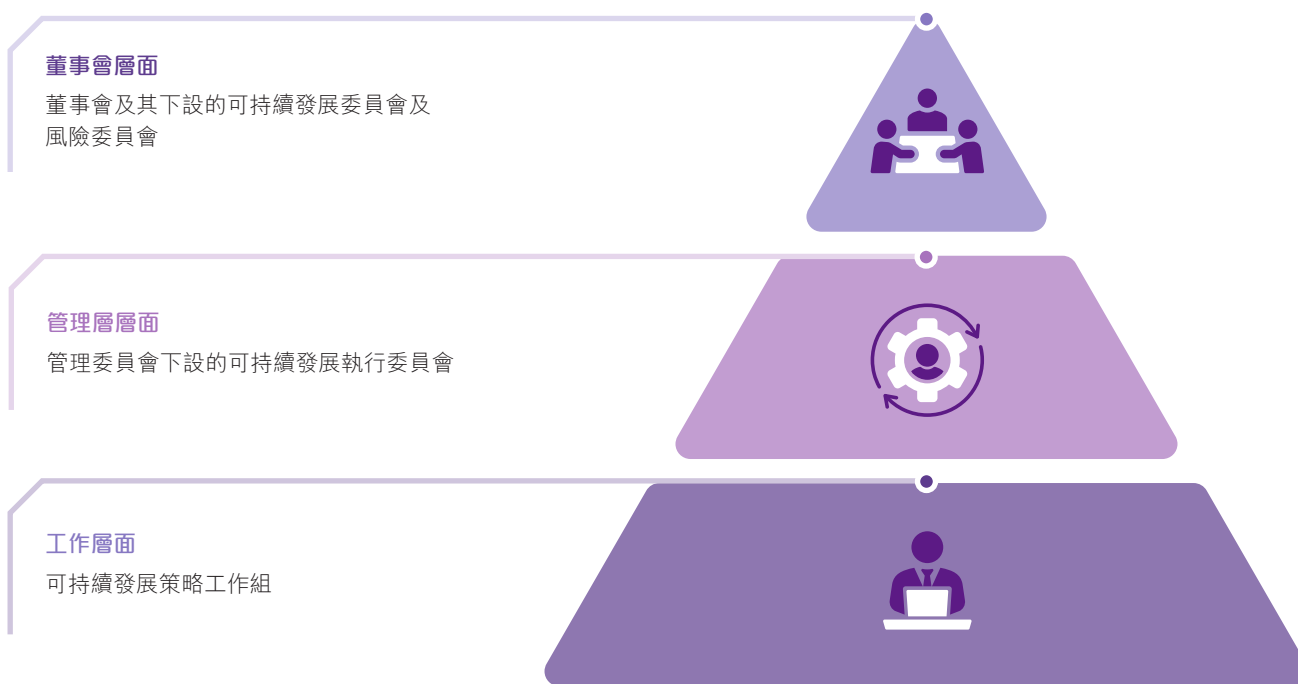 董事會層面
董事會及其下設的可持續發展委員會及
風險委員會
管理層層面
管理委員會下設的可持續發展執行委員會
工作層面
可持續發展策略工作組